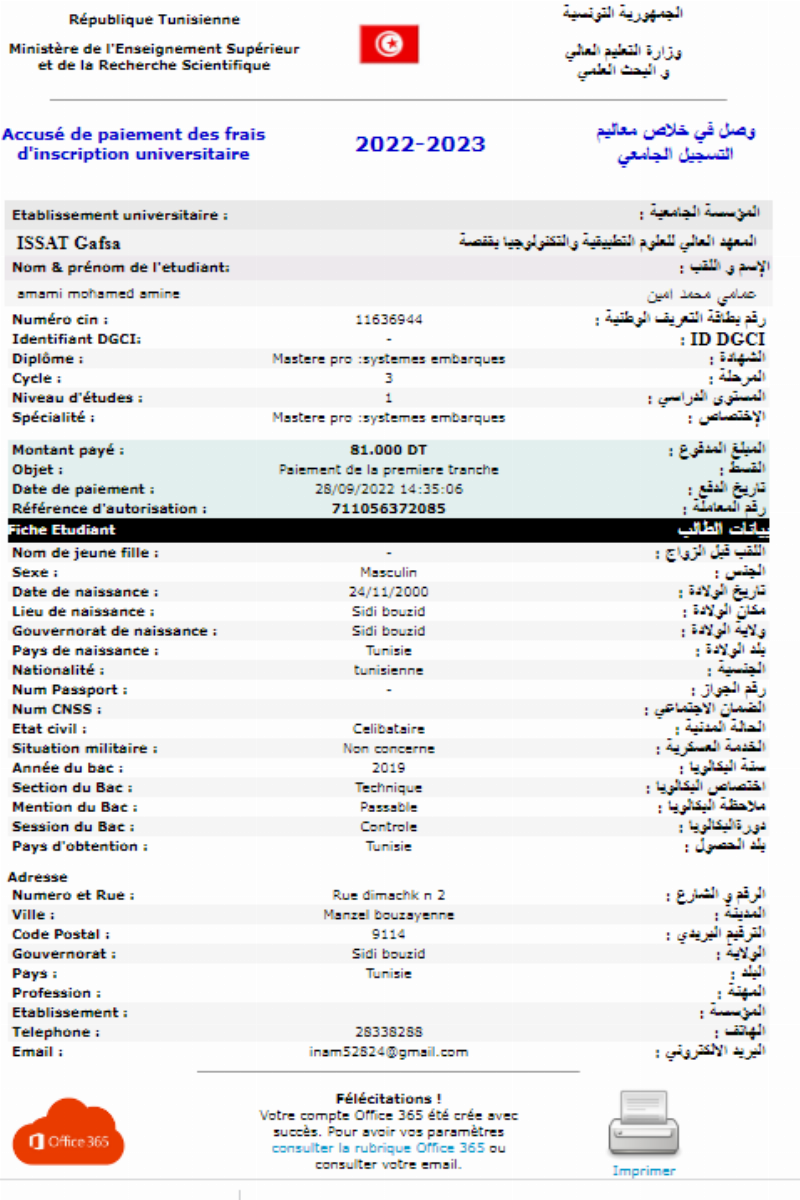 République Tunisienne
الجمهورية التونسية
Ministère de l'Enseignement Supérieur
et de la Recherche Scientifique
وزارة التعليم العالي
و البحث العلمي
Accusé de paiement des frais
d'inscription universitaire
2022-2023
وصل في خلاص معاليم
التسجيل الجامعي
Etablissement universitaire : المؤسسة الجامعية :
ISSAT Gafsa المعهد العالي للعلوم التطبيقية والتكنولوجيا بقفصة
Nom & prénom de l'etudiant: الإسم و اللقب :
amami mohamed amine عمامي محمد امين
Numéro cin : 11636944 رقم بطاقة التعريف الوطنية :
Identifiant DGCI: - ID DGCI :
Diplôme : Mastere pro :systemes embarques الشهادة :
Cycle : 3 المرحلة :
Niveau d'études : 1 المستوى الدراسي :
Spécialité : Mastere pro :systemes embarques الإختصاص :
Montant payé : 81.000 DT المبلغ المدفوع :
Objet : Paiement de la premiere tranche القسط :
Date de paiement : 28/09/2022 14:35:06 تاريخ الدفع :
Référence d'autorisation : 711056372085 رقم المعاملة :
Fiche Etudiant بيانات الطالب
Nom de jeune fille : - اللقب قبل الزواج :
Sexe : Masculin الجنس :
Date de naissance : 24/11/2000 تاريخ الولادة :
Lieu de naissance : Sidi bouzid مكان الولادة :
Gouvernorat de naissance : Sidi bouzid ولاية الولادة :
Pays de naissance : Tunisie بلد الولادة :
Nationalité : tunisienne الجنسية :
Num Passport : - رقم الجواز :
Num CNSS : الضمان الاجتماعي :
Etat civil : Celibataire الحالة المدنية :
Situation militaire : Non concerne الخدمة العسكرية :
Année du bac : 2019 سنة البكالويا :
Section du Bac : Technique اختصاص البكالويا :
Mention du Bac : Passable ملاحظة البكالويا :
Session du Bac : Controle دورةالبكالويا :
Pays d'obtention : Tunisie بلد الحصول :
Adresse
Numero et Rue : Rue dimachk n 2 الرقم و الشارع :
Ville : Manzel bouzayenne المدينة :
Code Postal : 9114 الترقيم البريدي :
Gouvernorat : Sidi bouzid الولاية :
Pays : Tunisie البلد :
Profession : المهنة :
Etablissement : المؤسسة :
Telephone : 28338288 الهاتف :
Email : inam52824@gmail.com البريد الالكتروني :
Office 365
Félécitations !
Votre compte Office 365 été crée avec
succès. Pour avoir vos paramètres
consulter la rubrique Office 365 ou
consulter votre email.
Imprimer